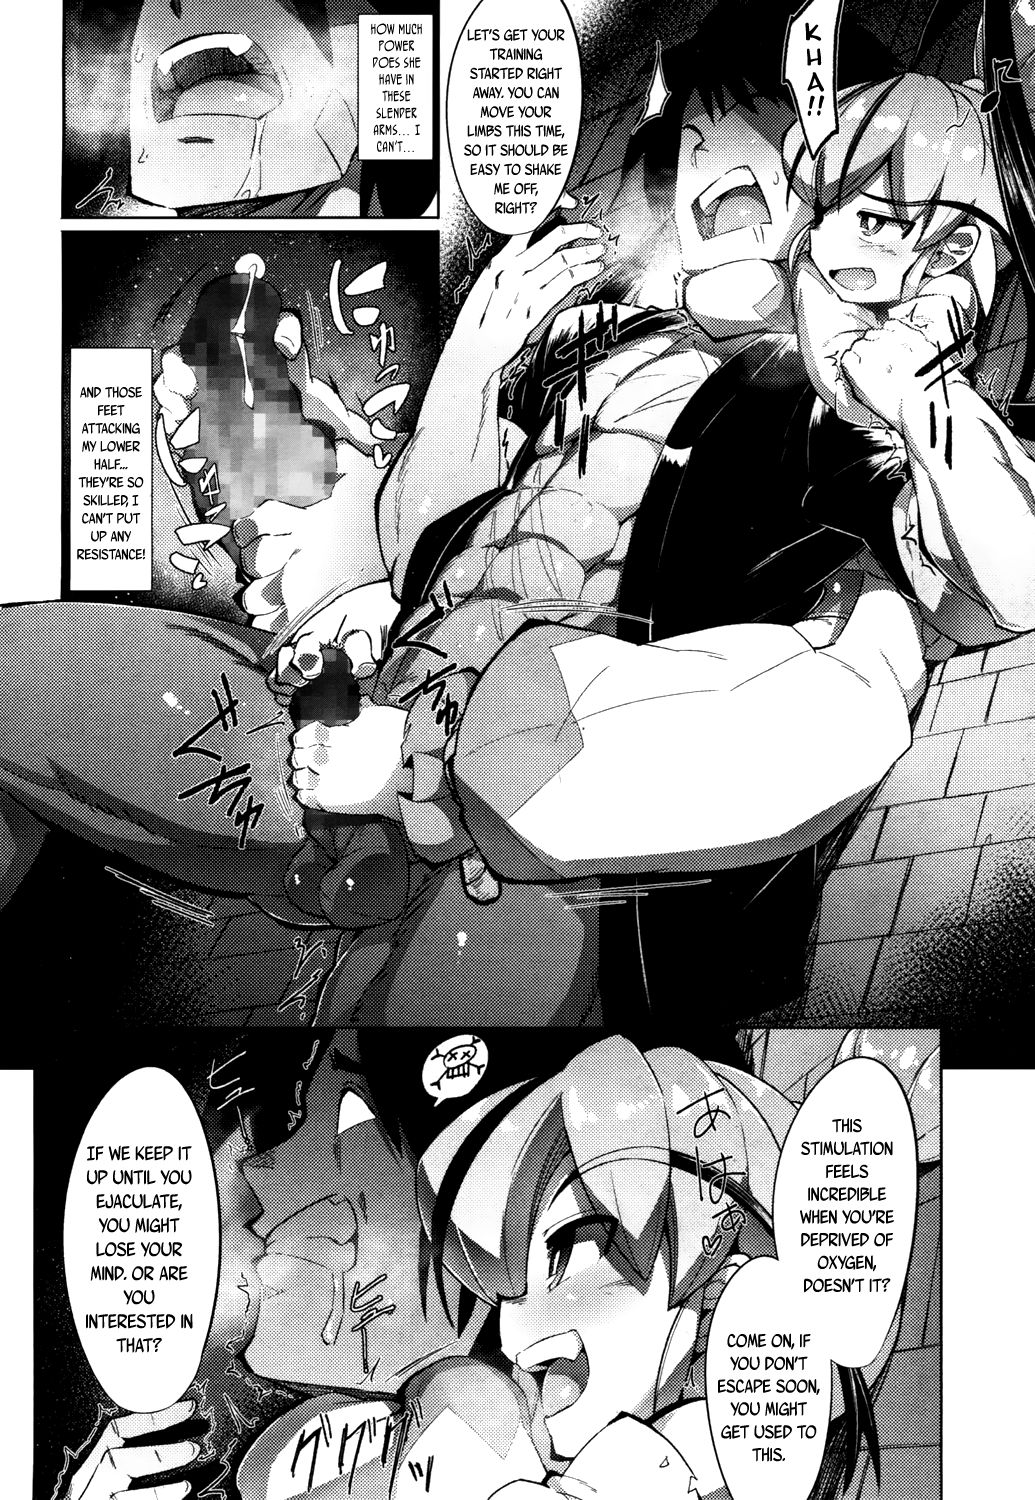 KHA!!
LET'S GET YOUR
TRAINING
STARTED RIGHT
AWAY. YOU CAN
MOVE YOUR
LIMBS THIS TIME,
SO IT SHOULD BE
EASY TO SHAKE
ME OFF,
RIGHT?
HOW MUCH
POWER
DOES SHE
HAVE IN
THESE
SLENDER
ARMS... I
CAN'T...
AND THOSE
FEET
ATTACKING
MY LOWER
HALF...
THEY'RE SO
SKILLED, I
CAN'T PUT
UP ANY
RESISTANCE!
THIS
STIMULATION
FEELS
INCREDIBLE
WHEN YOU'RE
DEPRIVED OF
OXYGEN,
DOESN'T IT?
COME ON, IF
YOU DON'T
ESCAPE SOON,
YOU MIGHT
GET USED TO
THIS.
あはぁ♡
IF WE KEEP IT
UP UNTIL YOU
EJACULATE,
YOU MIGHT
LOSE YOUR
MIND. OR ARE
YOU
INTERESTED IN
THAT?